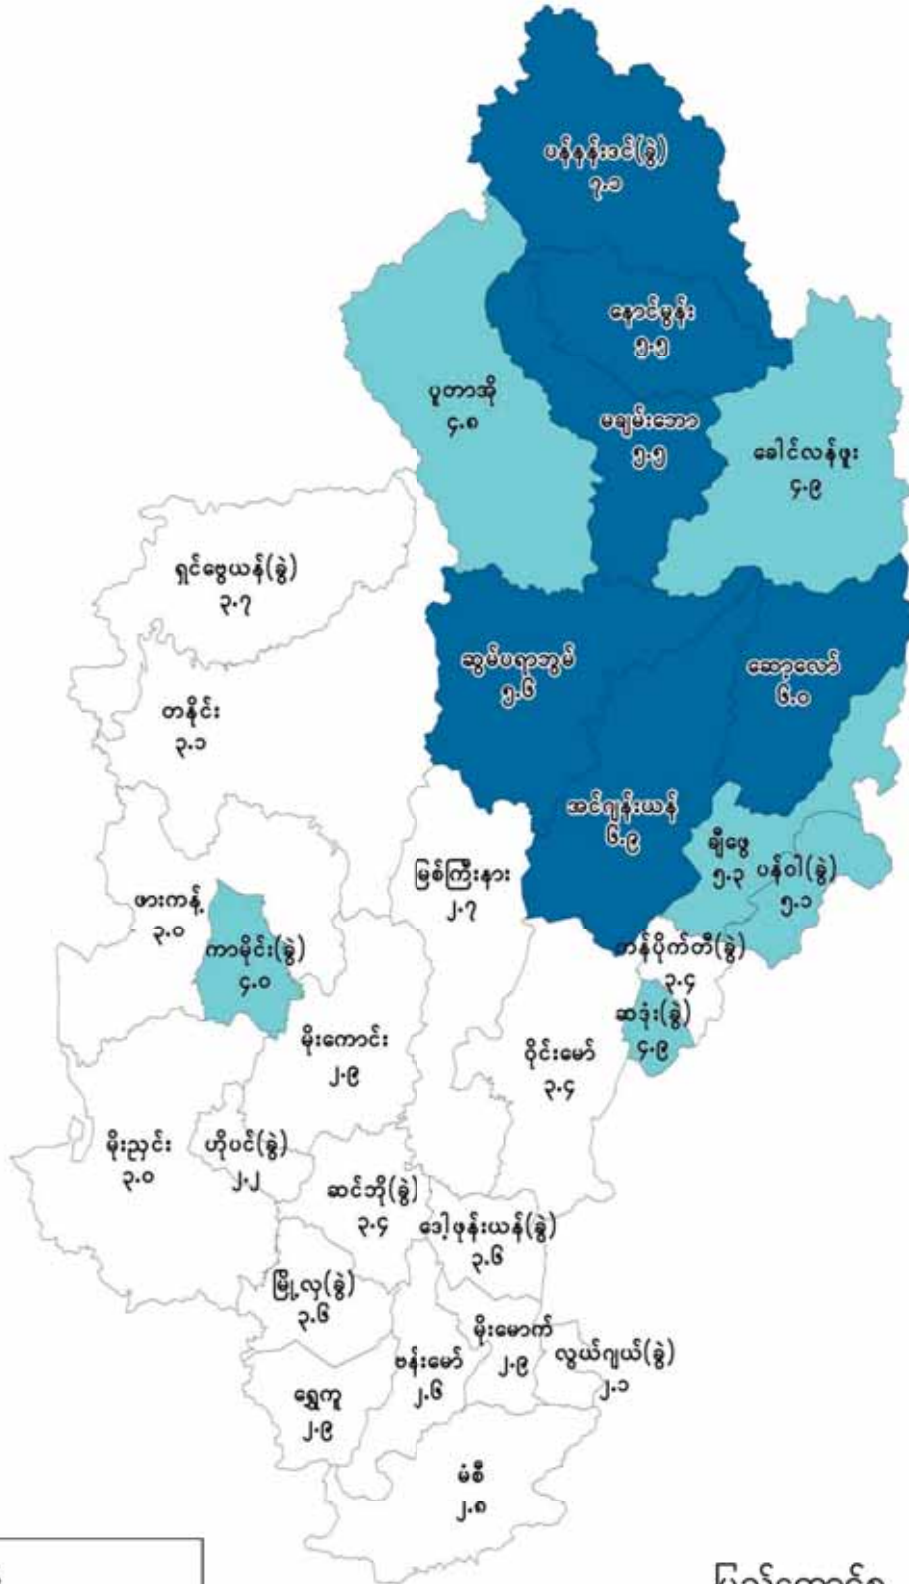 ပန်နန်းဒင်(ခွဲ)
၇.၁
နောင်မွန်း
၅.၅
ပူတာအို
၄.၈
မချမ်းဘော
၅.၅
ခေါင်လန်ဖူး
၄.၉
ရှင်ဗွေယန်(ခွဲ)
၃.၇
ဆွမ်ပရာဘွမ်
၅.၆
ဆော့လော်
၆.၀
တနိုင်း
၃.၁
အင်ဂျန်းယန်
၆.၉
ချီဖွေ
၅.၃
ပန်ဝါ(ခွဲ)
၅.၁
မြစ်ကြီးနား
၂.၇
ဖားကန့်
၃.၀
ကာမိုင်း(ခွဲ)
၄.၀
ကန်ပိုက်တီ(ခွဲ)
၃.၄
ဆဒုံး(ခွဲ)
၄.၉
မိုးကောင်း
၂.၉
ဝိုင်းမော်
၃.၄
မိုးညှင်း
၃.၀
ဟိုပင်(ခွဲ)
၂.၂
ဆင်ဘို(ခွဲ)
၃.၄
ဒေါ့ဖုန်းယန်(ခွဲ)
၃.၆
မြို့လှ(ခွဲ)
၃.၆
မိုးမောက်
၂.၉
ဗန်းမော်
၂.၆
လွယ်ဂျယ်(ခွဲ)
၂.၁
ရွှေကူ
၂.၉
မံစီ
၂.၈